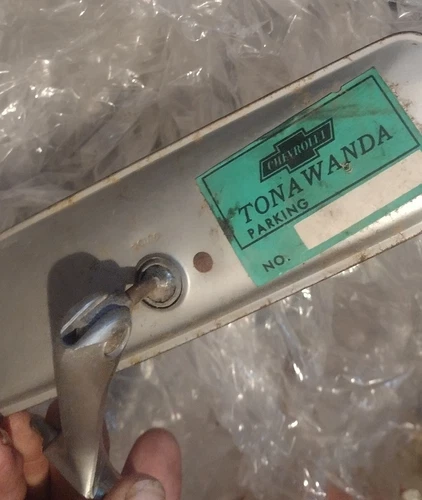 CHEVROLET
TONAWANDA
PARKING
NO.